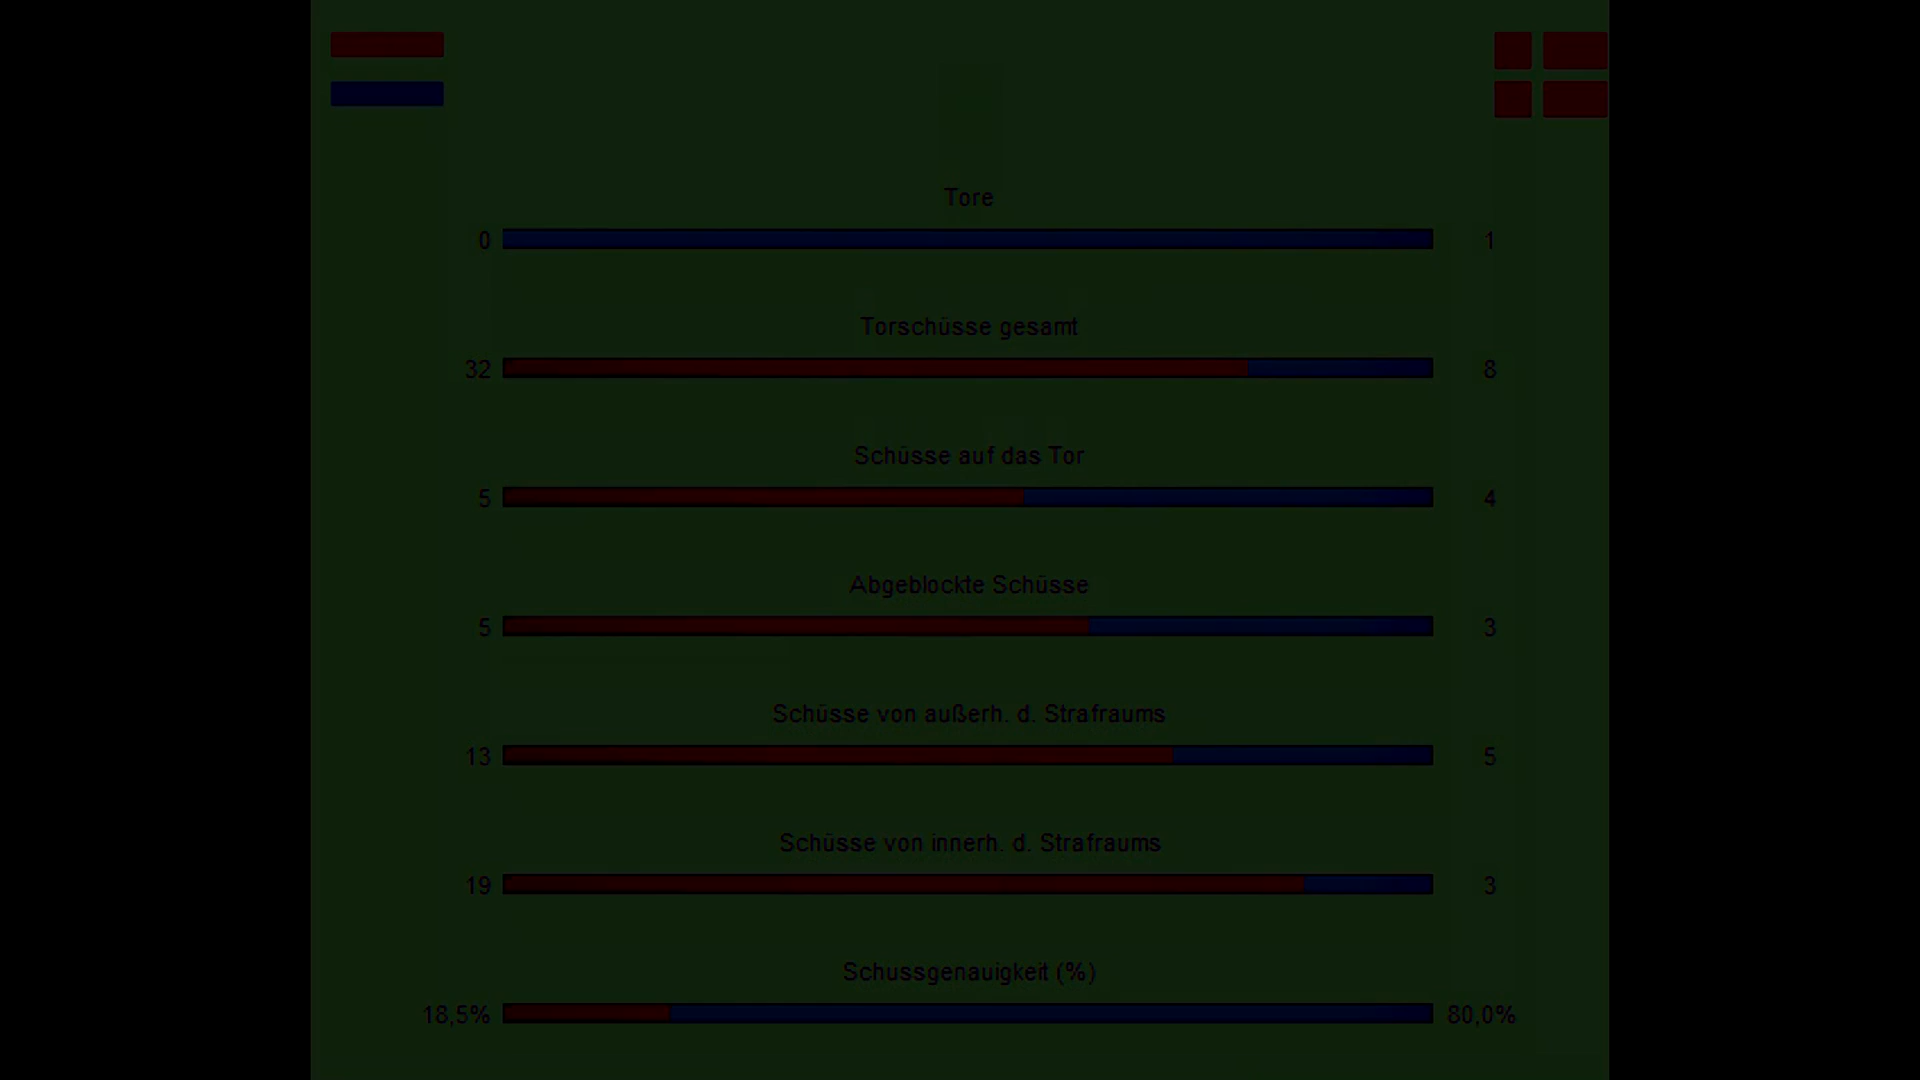 Tore
0 1
Torschüsse gesamt
32 8
Schüsse auf das Tor
5 4
Abgeblockte Schüsse
5 3
Schüsse von außerh. d. Strafraums
13 5
Schüsse von innerh. d. Strafraums
19 3
Schussgenauigkeit (%)
18,5% 80,0%